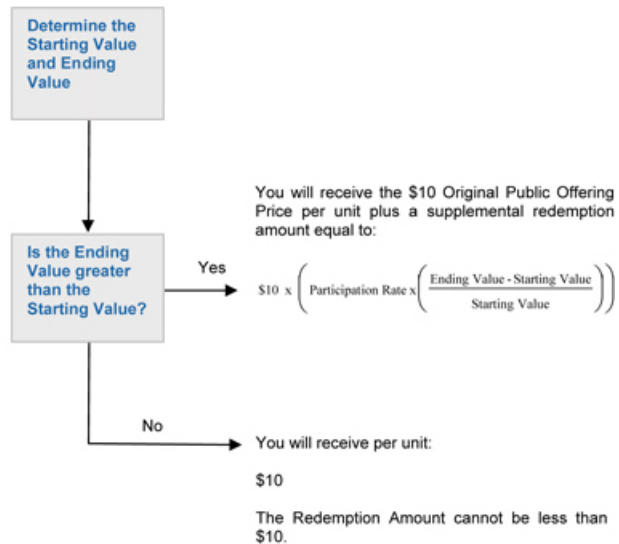 Determine the
Starting Value
and Ending
Value
You will receive the $10 Original Public Offering
Price per unit plus a supplemental redemption
amount equal to:
Is the Ending
Value greater
than the
Starting Value?
Yes
$10 x ( Participation Rate x ( Ending Value - Starting Value
Starting Value ) )
No
You will receive per unit:
$10
The Redemption Amount cannot be less than
$10.